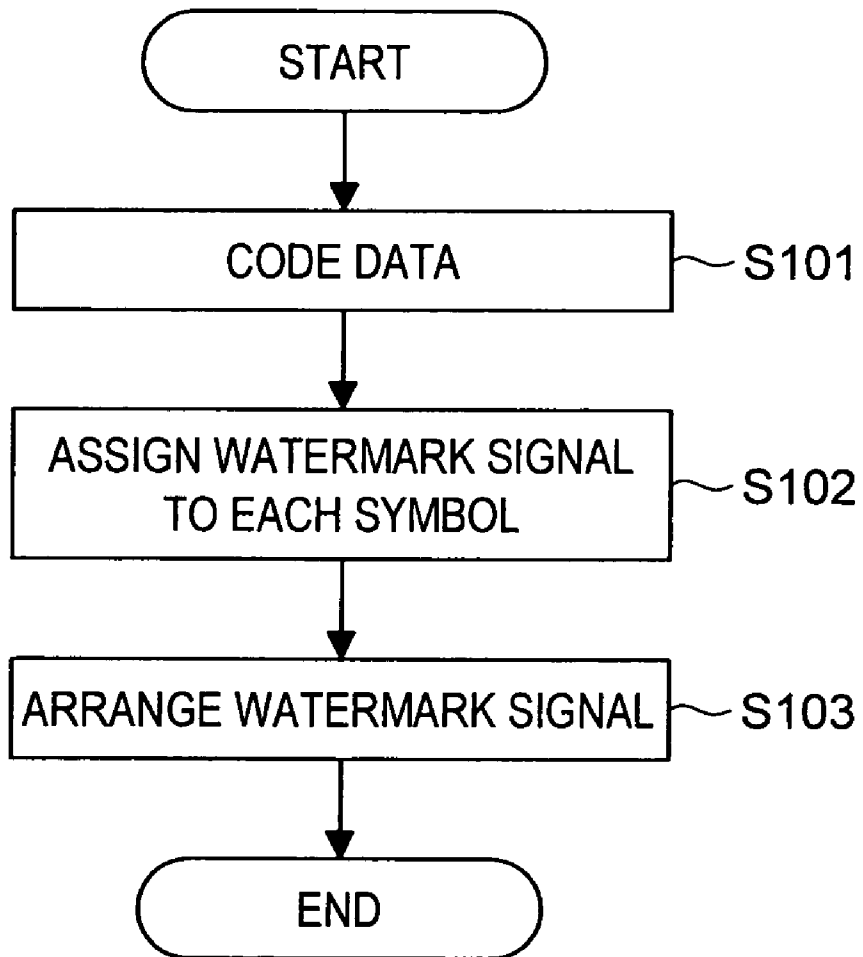 START
CODE DATA
S101
ASSIGN WATERMARK SIGNAL
TO EACH SYMBOL
S102
ARRANGE WATERMARK SIGNAL
S103
END